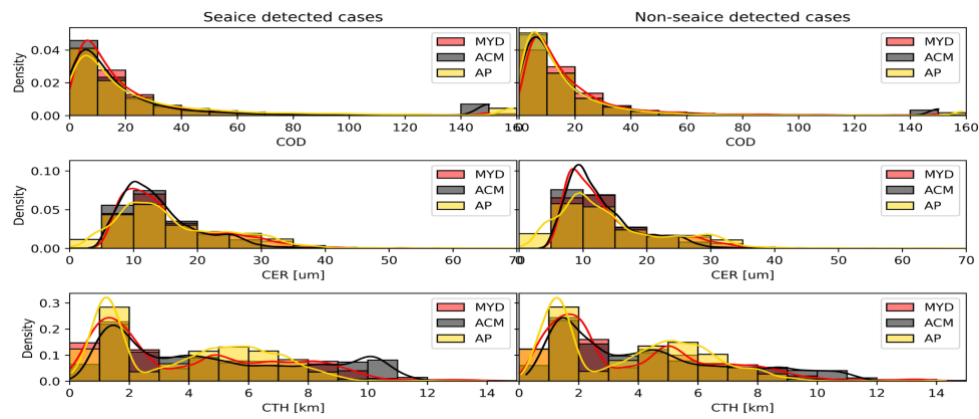 Seaice detected cases
Non-seaice detected cases
Density
0.04
0.02
0.00
MYD
ACM
AP
MYD
ACM
AP
0 20 40 60 80 100 120 140 160
0 20 40 60 80 100 120 140 160
COD
COD
Density
0.10
0.05
0.00
MYD
ACM
AP
MYD
ACM
AP
0 10 20 30 40 50 60 70
0 10 20 30 40 50 60 70
CER [um]
CER [um]
Density
0.3
0.2
0.1
0.0
MYD
ACM
AP
MYD
ACM
AP
0 2 4 6 8 10 12 14
0 2 4 6 8 10 12 14
CTH [km]
CTH [km]